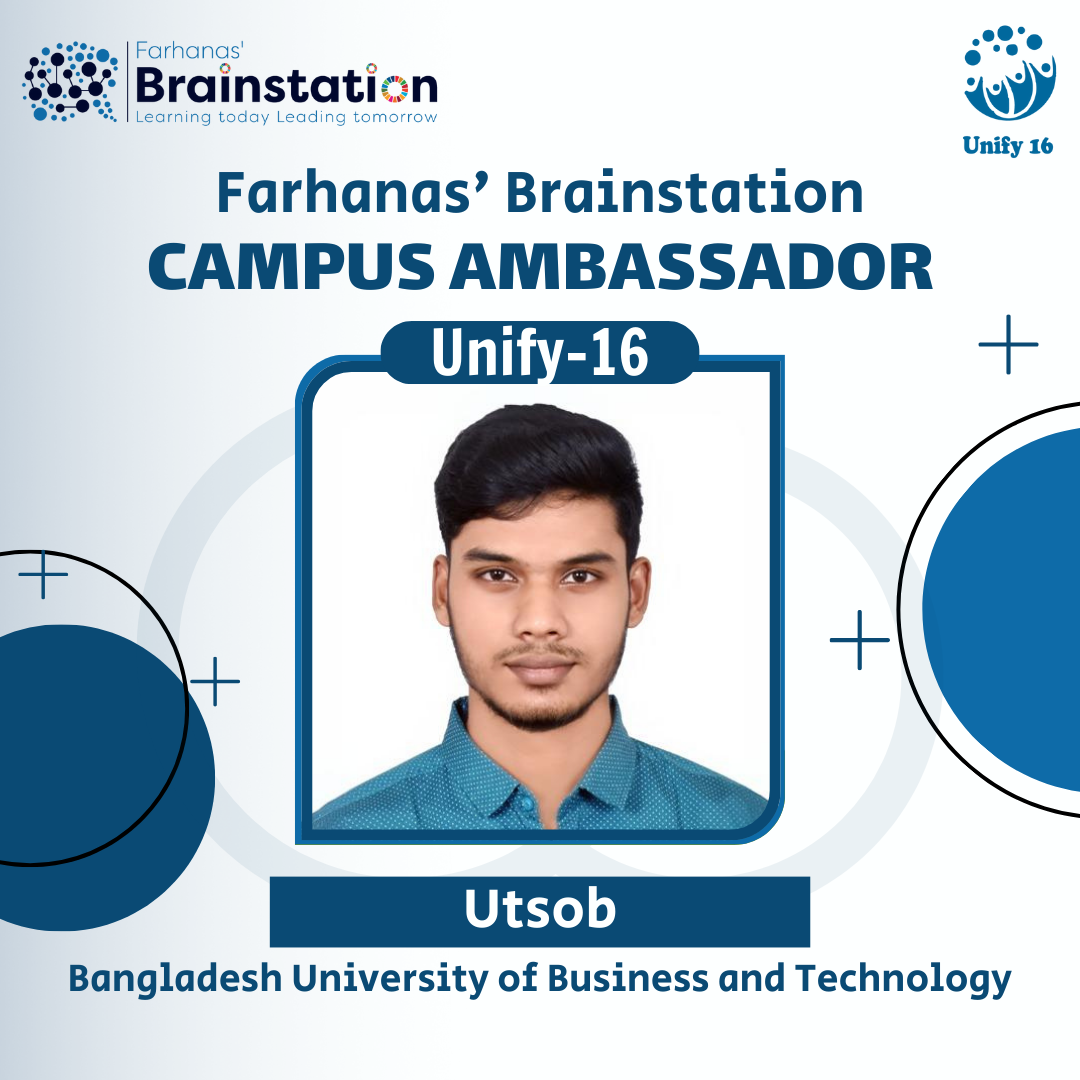 Farhanas'
Brainstation
Learning today Leading tomorrow
Unify 16
Farhanas’ Brainstation
CAMPUS AMBASSADOR
Unify-16
Utsob
Bangladesh University of Business and Technology